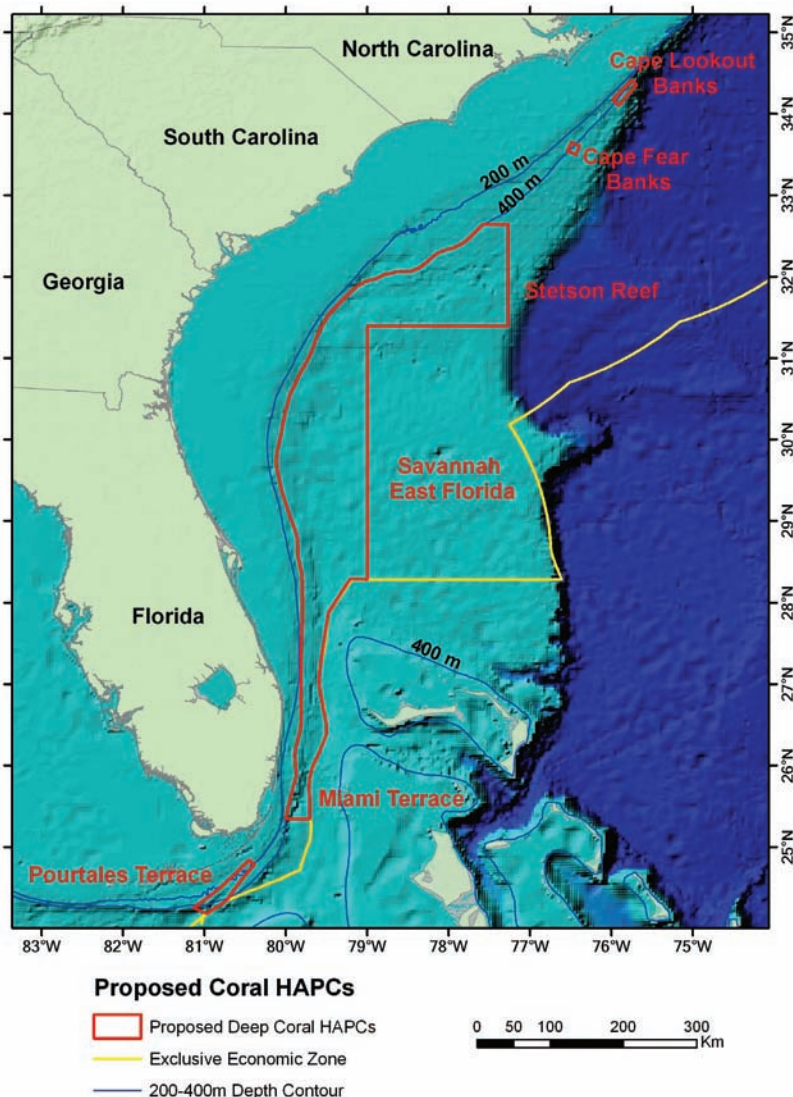 North Carolina
Cape Lookout
Banks
South Carolina
200 m
400 m
Cape Fear
Banks
Georgia
Stetson Reef
Savannah
East Florida
Florida
400 m
Miami Terrace
Pourtales Terrace
35°N
34°N
33°N
32°N
31°N
30°N
29°N
28°N
27°N
26°N
25°N
83°W 82°W 81°W 80°W 79°W 78°W 77°W 76°W 75°W
Proposed Coral HAPCs
Proposed Deep Coral HAPCs
Exclusive Economic Zone
200-400m Depth Contour
0 50 100 200 300
Km